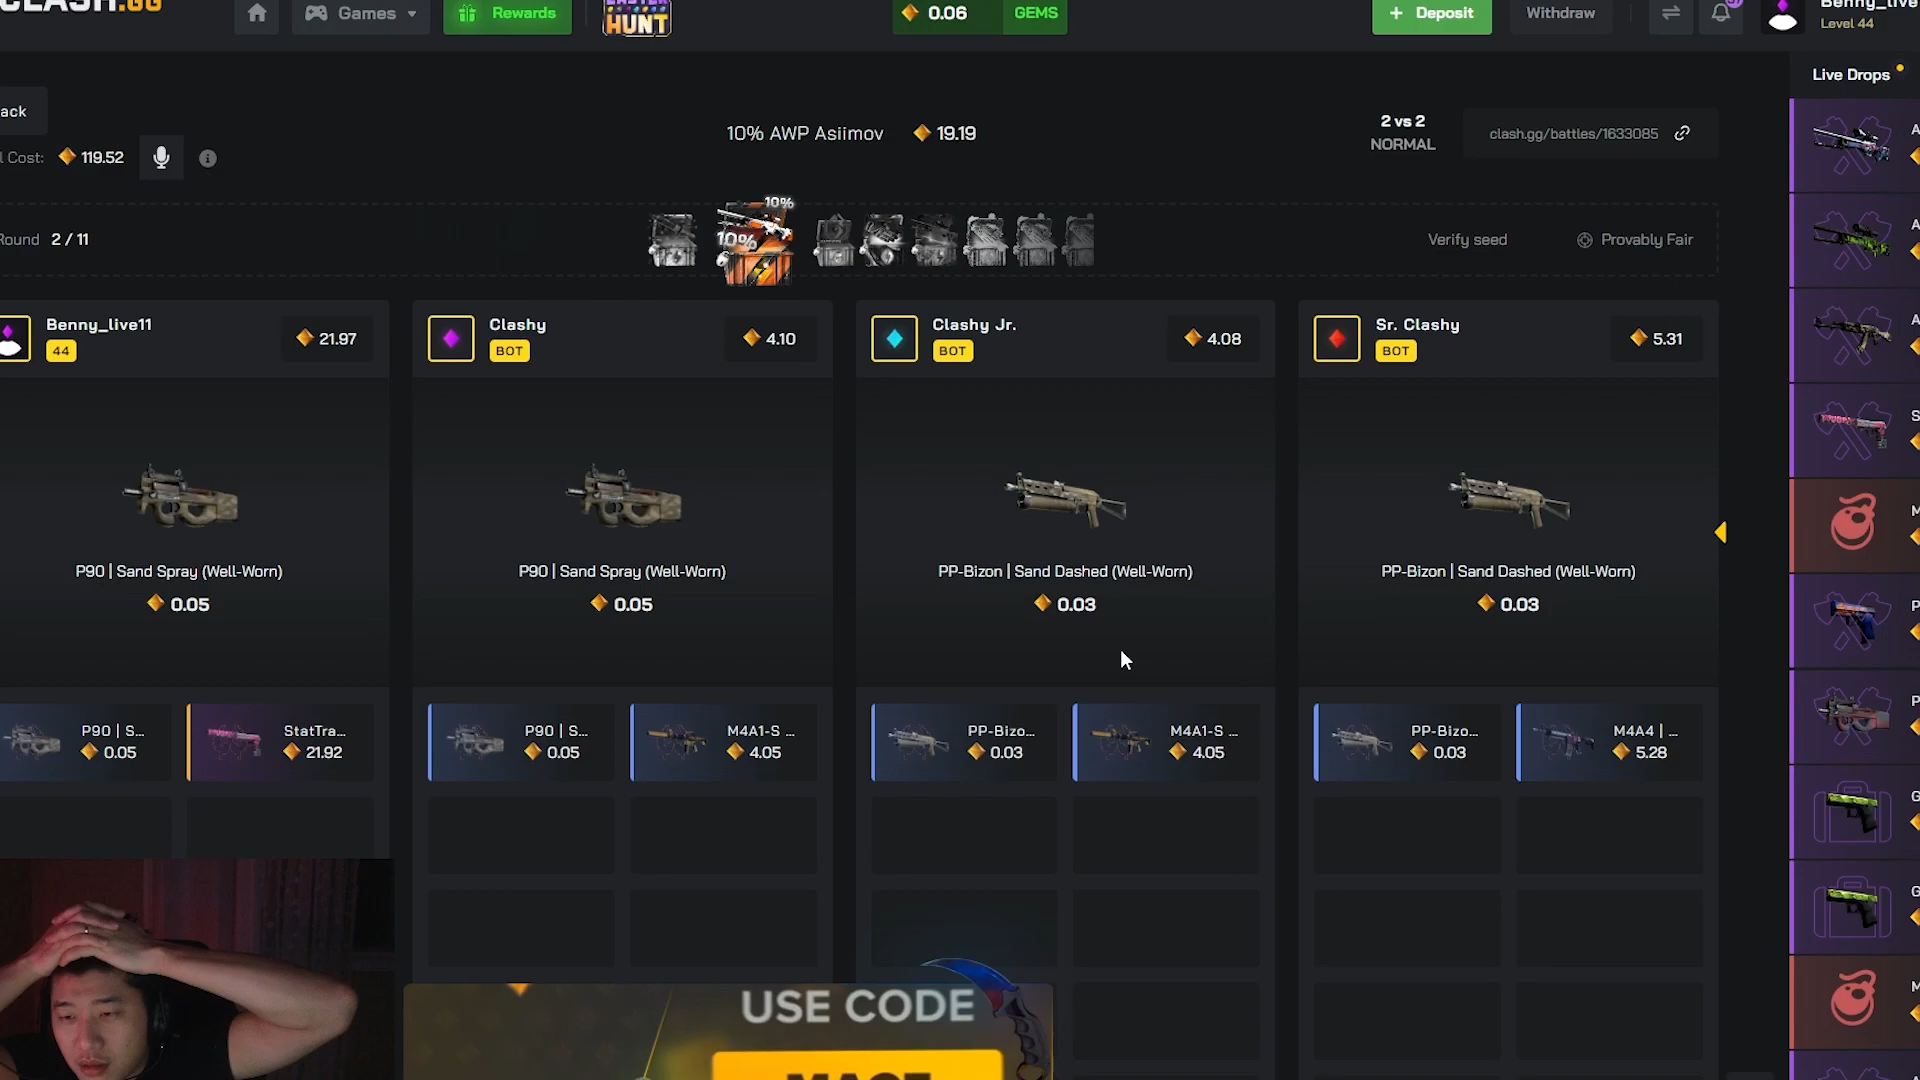 CLASH.GG
Games
Rewards
HUNT
0.06
GEMS
+ Deposit
Withdraw
Benny_live
Level 44
Live Drops
ack
l Cost:
119.52
10% AWP Asiimov
19.19
2 vs 2
NORMAL
clash.gg/battles/1633085
Round 2 / 11
10%
10%
Verify seed
Provably Fair
Benny_live11
44
21.97
Clashy
BOT
4.10
Clashy Jr.
BOT
4.08
Sr. Clashy
BOT
5.31
P90 | Sand Spray (Well-Worn)
0.05
P90 | Sand Spray (Well-Worn)
0.05
PP-Bizon | Sand Dashed (Well-Worn)
0.03
PP-Bizon | Sand Dashed (Well-Worn)
0.03
P90 | S...
0.05
StatTra...
21.92
P90 | S...
0.05
M4A1-S ...
4.05
PP-Bizo...
0.03
M4A1-S ...
4.05
PP-Bizo...
0.03
M4A4 | ...
5.28
USE CODE